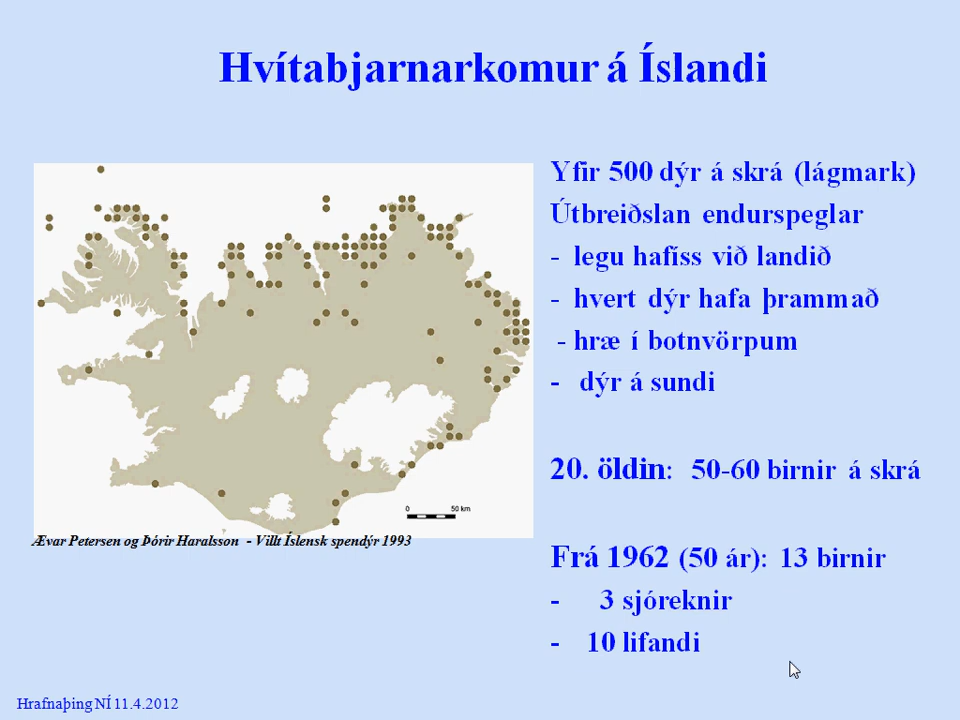 Hvítabjarnarkomur á Íslandi
Yfir 500 dýr á skrá (lágmark)
Útbreiðslan endurspeglar
- legu hafíss við landið
- hvert dýr hafa þrammað
- hræ í botnvörpum
- dýr á sundi
20. öldin: 50-60 birnir á skrá
Frá 1962 (50 ár): 13 birnir
- 3 sjóreknir
- 10 lifandi
0 50 km
Ævar Petersen og Þórir Haralsson - Villt Íslensk spendýr 1993
Hrafnaþing NÍ 11.4.2012